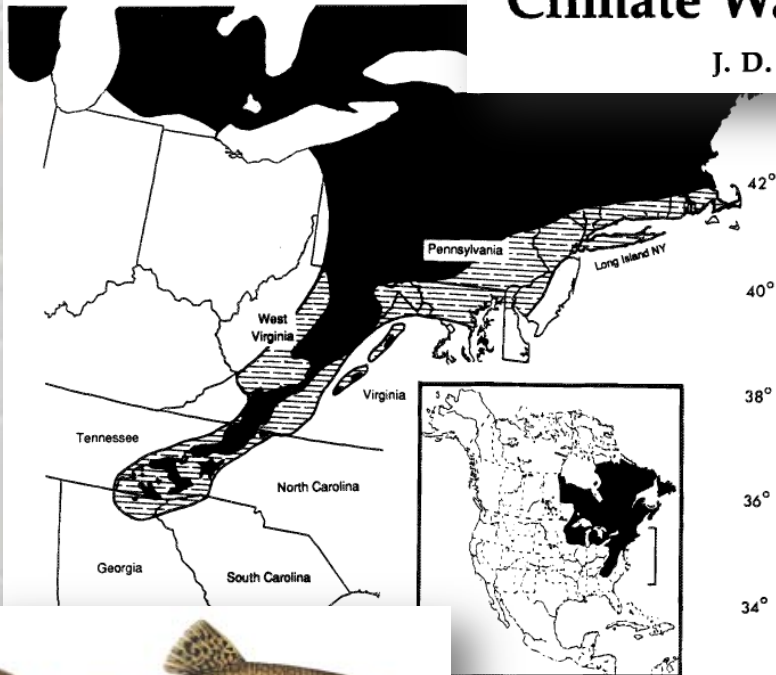 Climate
J. D.
42°
Pennsylvania
Long Island NY
40°
West
Virginia
Virginia
38°
Tennessee
North Carolina
36°
Georgia
South Carolina
34°